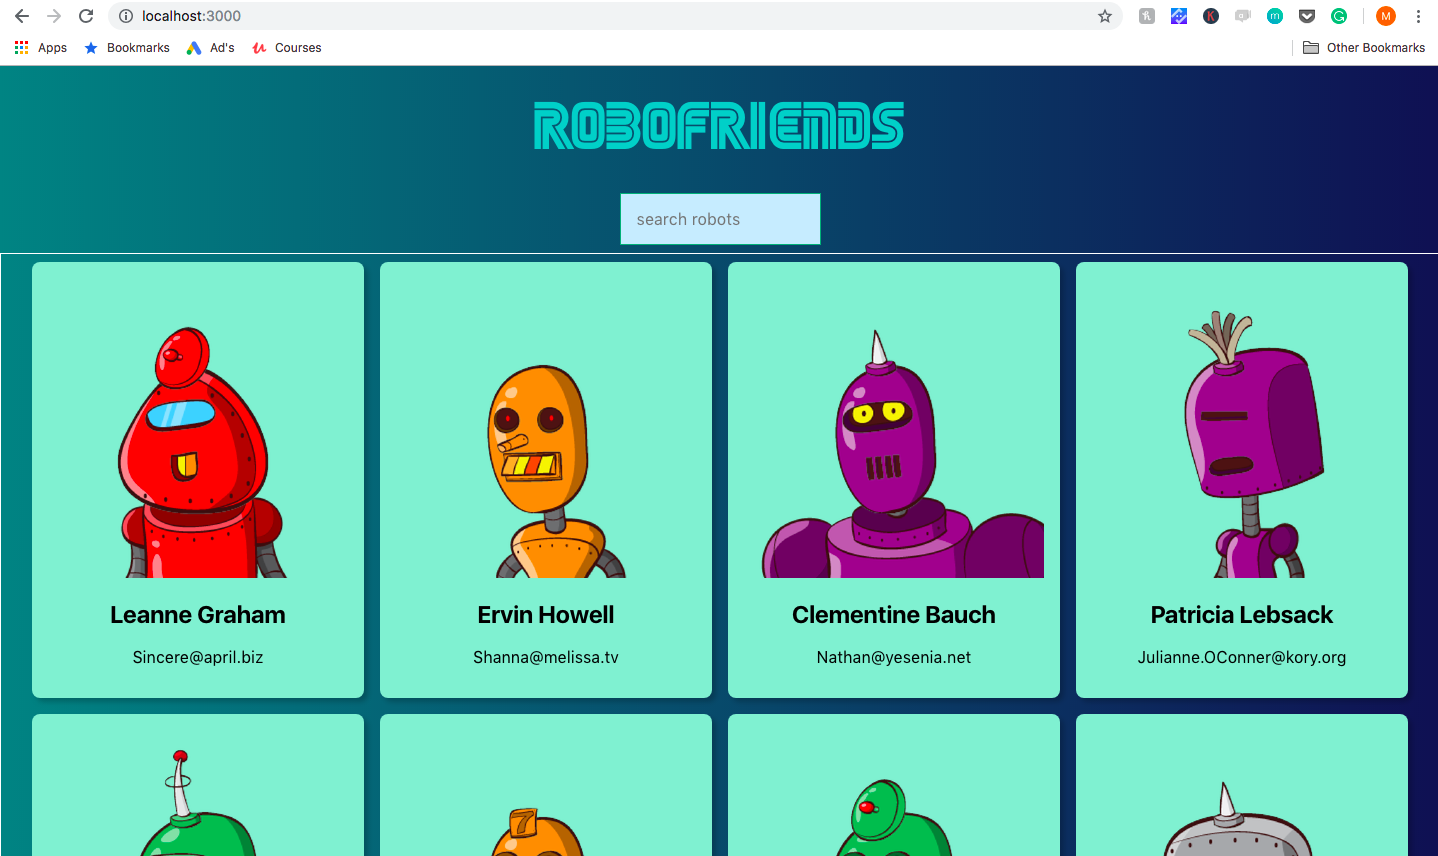 localhost:3000
Apps Bookmarks Ad's Courses Other Bookmarks
ROBOFRIENDS
search robots
Leanne Graham Ervin Howell Clementine Bauch Patricia Lebsack
Sincere@april.biz Shanna@melissa.tv Nathan@yesenia.net Julianne.OConner@kory.org
7